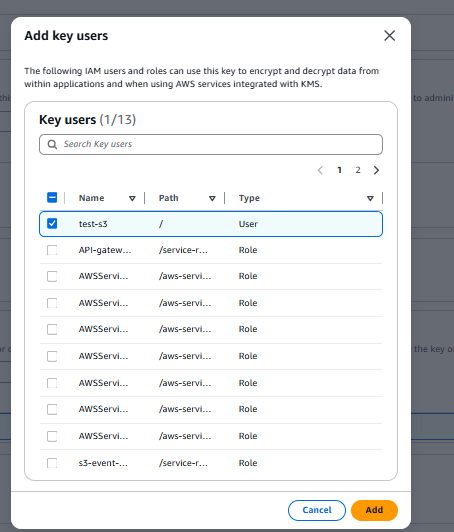 Add key users
The following IAM users and roles can use this key to encrypt and decrypt data from
within applications and when using AWS services integrated with KMS.
Key users (1/13)
Search Key users
1 2
Name Path Type
test-s3 / User
API-gatew... /service-r... Role
AWSServi... /aws-servi... Role
AWSServi... /aws-servi... Role
AWSServi... /aws-servi... Role
AWSServi... /aws-servi... Role
AWSServi... /aws-servi... Role
AWSServi... /aws-servi... Role
AWSServi... /aws-servi... Role
s3-event-... /service-r... Role
Cancel Add
to admini
the key o